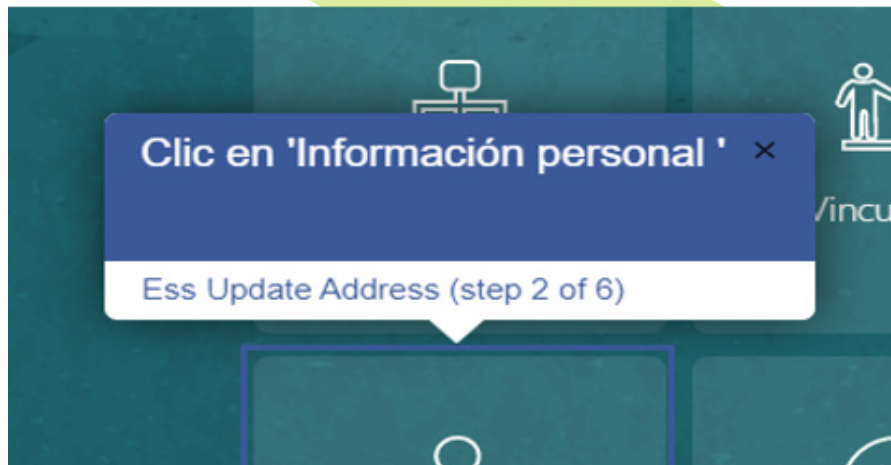 Clic en 'Información personal '
Ess Update Address (step 2 of 6)